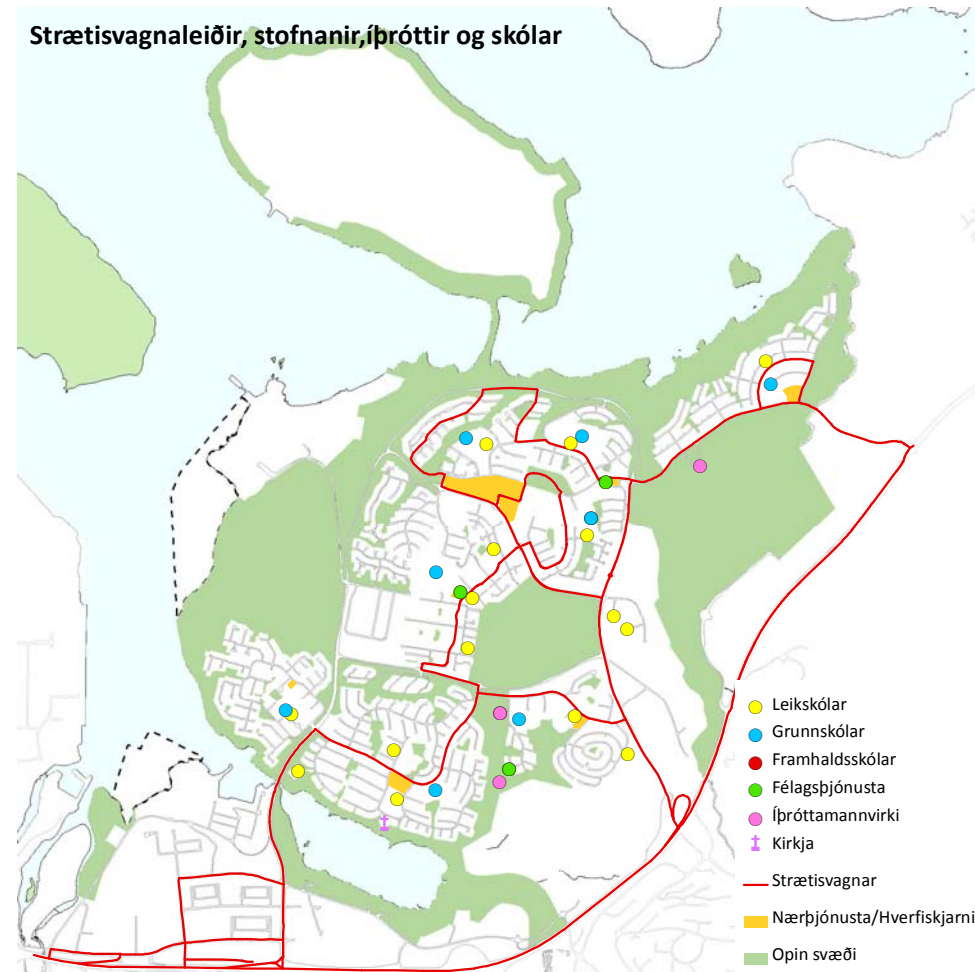 Strætisvagnaleiðir, stofnanir,íþróttir og skólar
Leikskólar
Grunnskólar
Framhaldsskólar
Félagsþjónusta
Íþróttamannvirki
Kirkja
Strætisvagnar
Nærþjónusta/Hverfiskjarni
Opin svæði